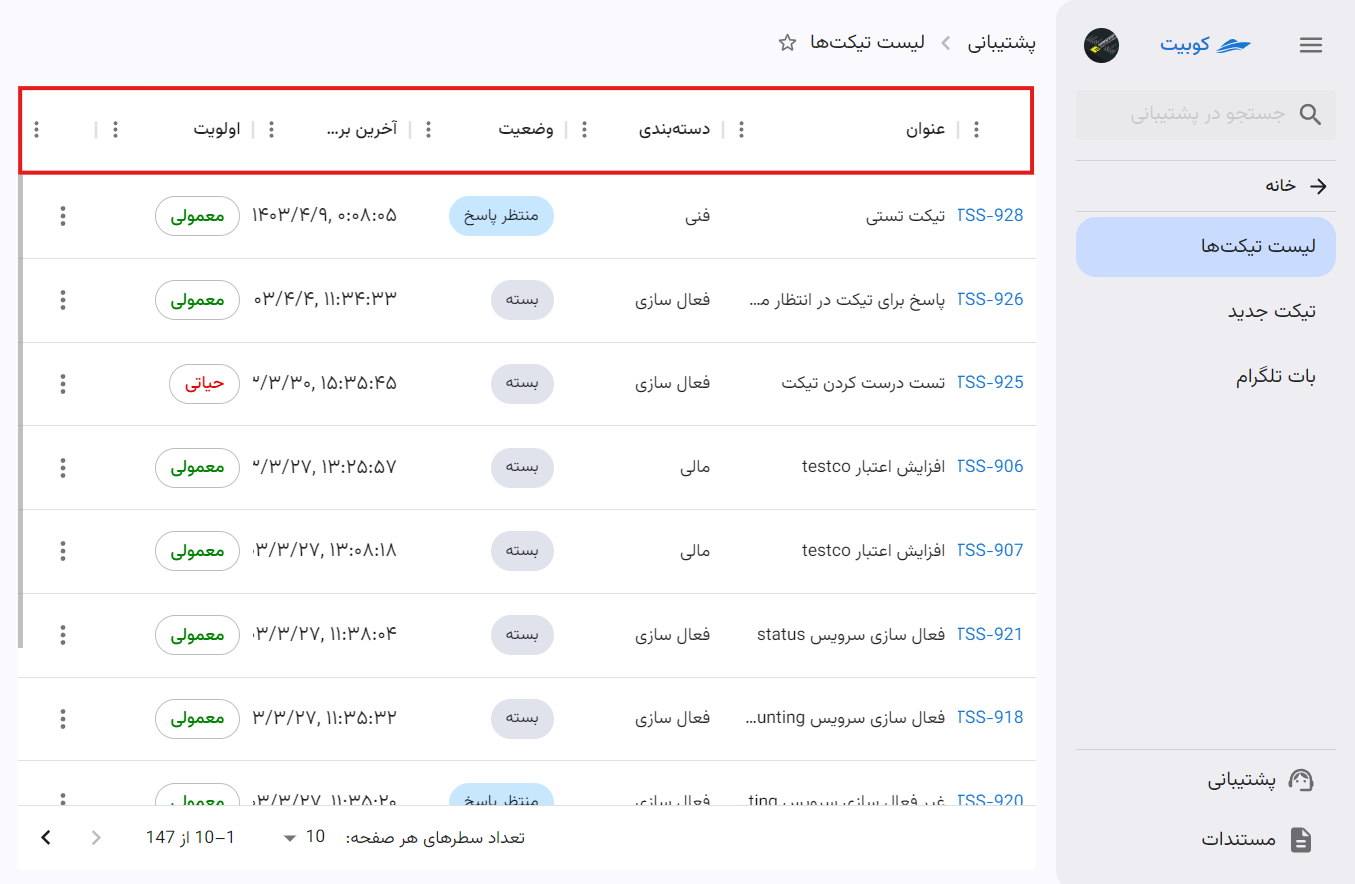 کوبیت
جستجو در پشتیبانی
خانه
لیست تیکت‌ها
تیکت جدید
بات تلگرام
پشتیبانی
مستندات
پشتیبانی
لیست تیکت‌ها
عنوان دسته‌بندی وضعیت آخرین بر... اولویت
TSS-928 تیکت تستی فنی منتظر پاسخ ۱۴۰۳/۴/۹, ۰:۰۸:۰۵ معمولی
TSS-926 پاسخ برای تیکت در انتظار م... فعال سازی بسته ۰۳/۴/۴, ۱۱:۳۴:۳۳ معمولی
TSS-925 تست درست کردن تیکت فعال سازی بسته ۳/۳/۳۰, ۱۵:۳۵:۴۵ حیاتی
TSS-906 افزایش اعتبار testco مالی بسته ۳/۳/۲۷, ۱۳:۲۵:۵۷ معمولی
TSS-907 افزایش اعتبار testco مالی بسته ۰۳/۳/۲۷, ۱۳:۰۸:۱۸ معمولی
TSS-921 فعال سازی سرویس status فعال سازی بسته ۰۳/۳/۲۷, ۱۱:۳۸:۰۴ معمولی
TSS-918 فعال سازی سرویس unting... فعال سازی بسته ۳/۳/۲۷, ۱۱:۳۵:۳۲ معمولی
TSS-920 غیر فعال سازی سرویس ting فعال سازی منتظر پاسخ ۰۳/۳/۲۷, ۱۱:۳۵:۲۰ معمولی
تعداد سطرهای هر صفحه: 10 1–10 از 147